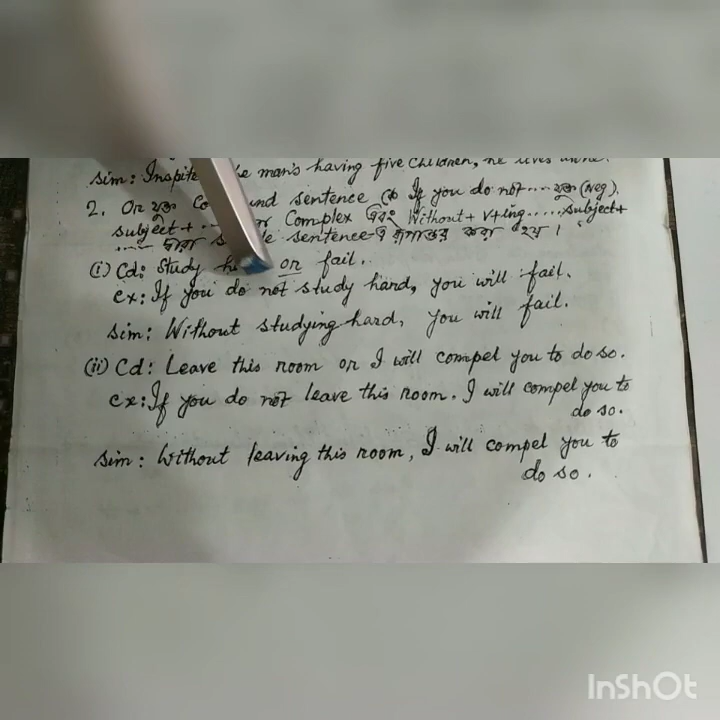 sim: Inspite he man's having five children, he lives
2. Or যুক্ত Co und sentence কে If you do not.... যুক্ত (Neg).
subject + .. Complex এবং Without + v+ing.....subject+
.... দ্বারা s le sentence-এ রূপান্তর করা হয়।
(i) Cd: Study h or fail.
cx: If you do not study hard, you will fail.
sim: Without studying hard, you will fail.
(ii) Cd: Leave this room or I will compel you to do so.
cx: If you do not leave this room. I will compel you to
do so.
sim: Without leaving this room, I will compel you to
do so.
InShOt